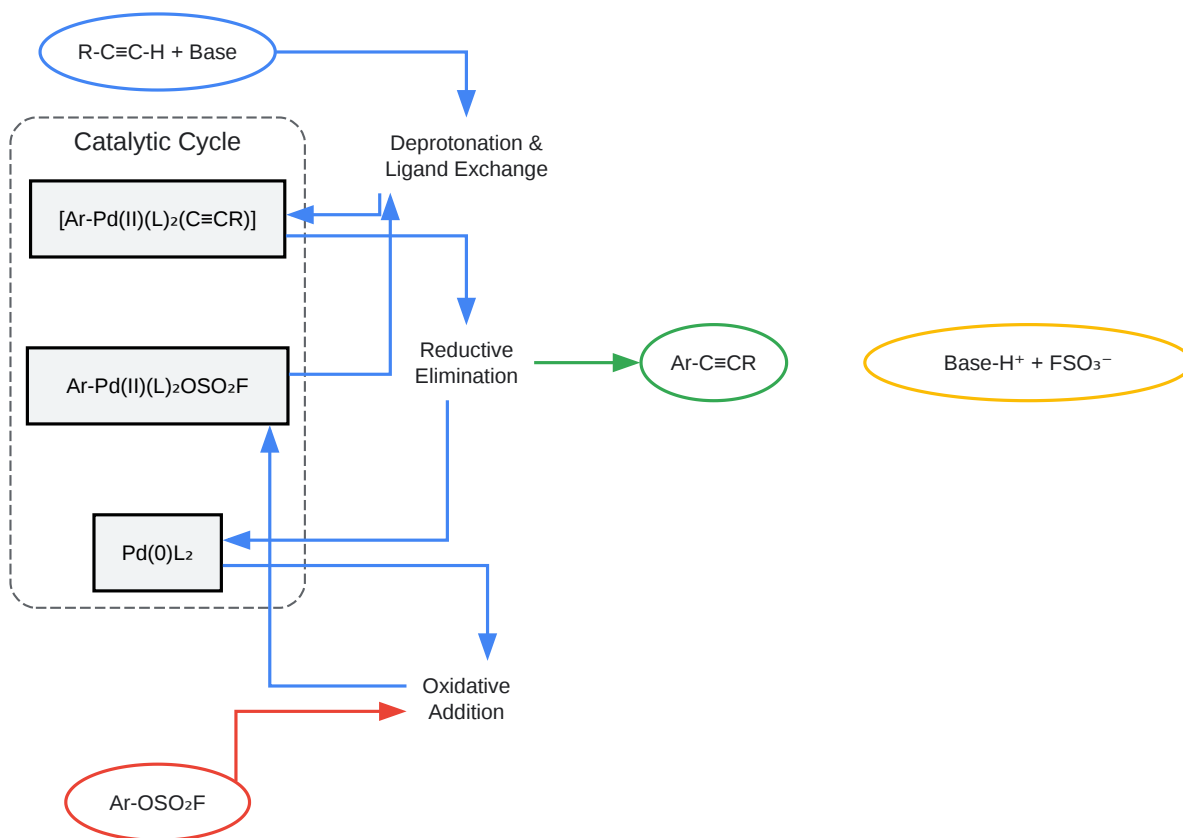 R-C≡C-H + Base
Catalytic Cycle
Deprotonation &
Ligand Exchange
[Ar-Pd(II)(L)₂(C≡CR)]
Reductive
Elimination
Ar-C≡CR
Base-H⁺ + FSO₃⁻
Ar-Pd(II)(L)₂OSO₂F
Pd(0)L₂
Oxidative
Addition
Ar-OSO₂F